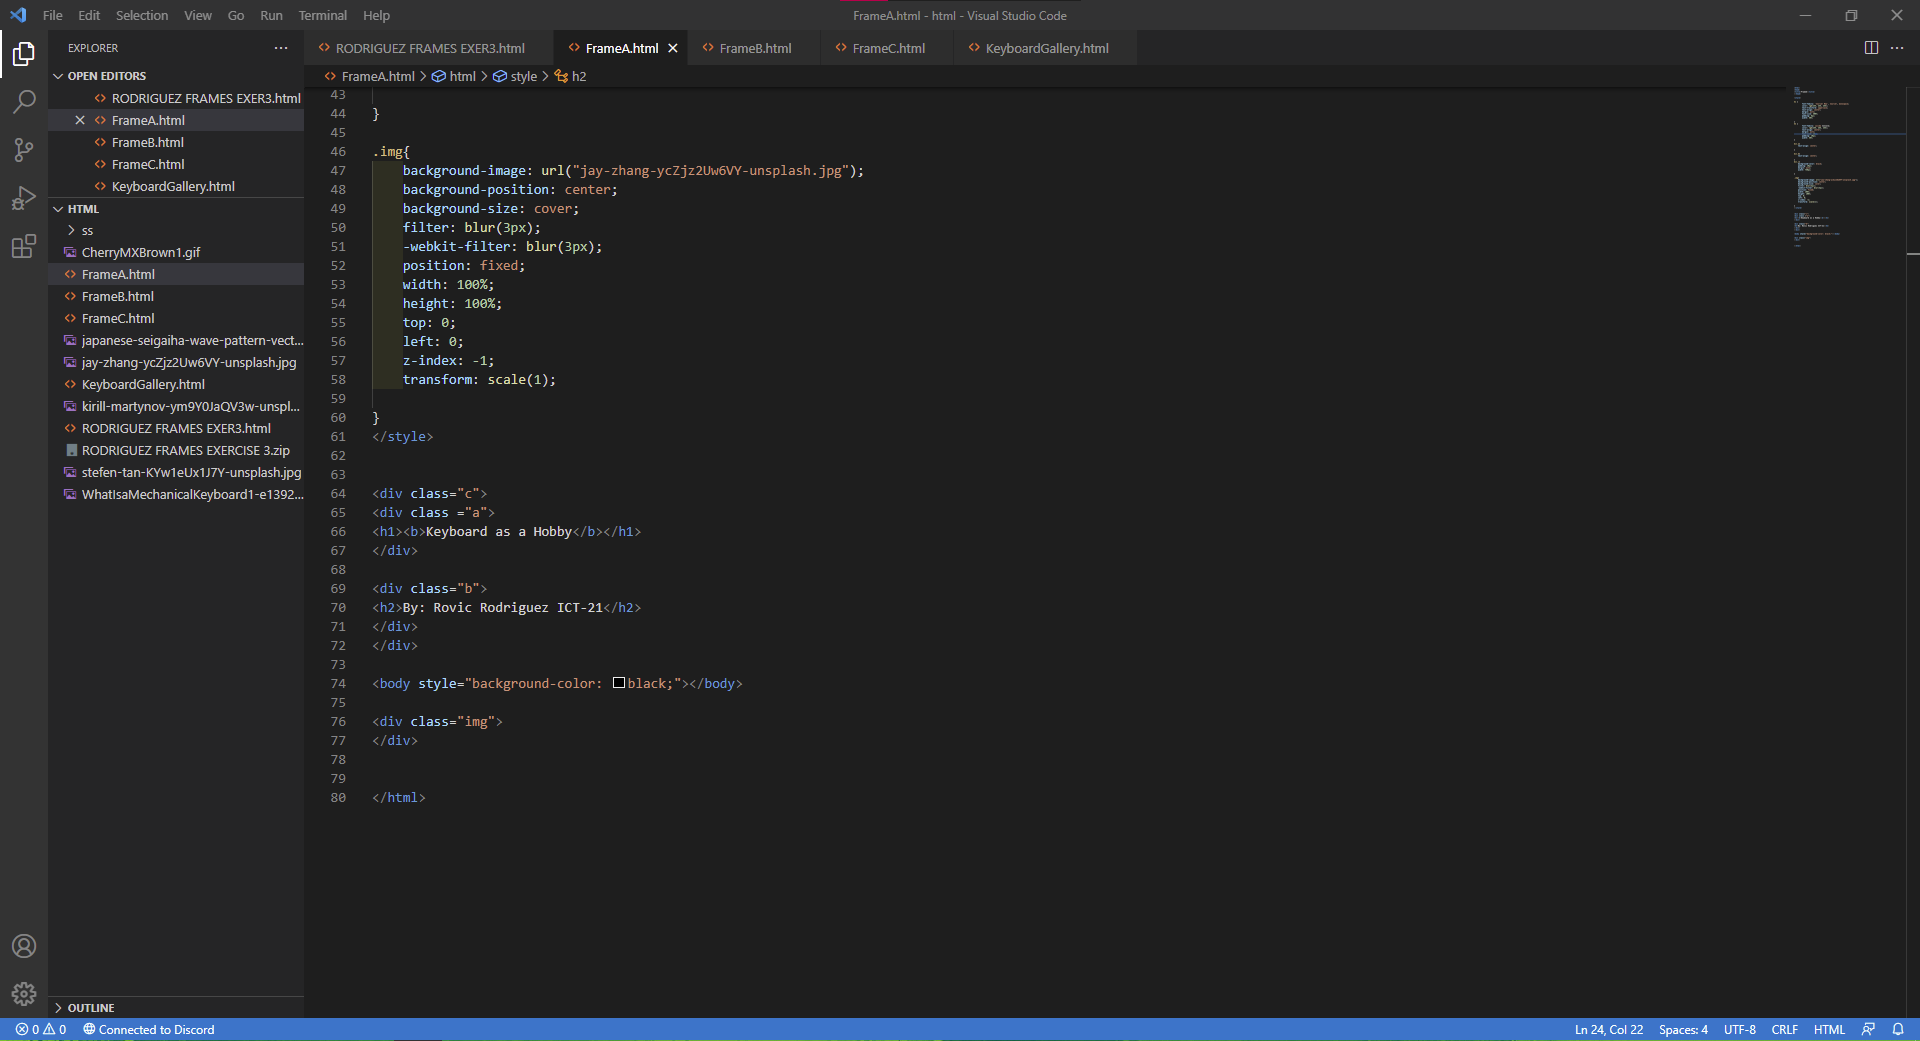 File Edit Selection View Go Run Terminal Help
FrameA.html - html - Visual Studio Code
EXPLORER
OPEN EDITORS
RODRIGUEZ FRAMES EXER3.html
FrameA.html
FrameB.html
FrameC.html
KeyboardGallery.html
HTML
ss
CherryMXBrown1.gif
FrameA.html
FrameB.html
FrameC.html
japanese-seigaiha-wave-pattern-vect...
jay-zhang-ycZjz2Uw6VY-unsplash.jpg
KeyboardGallery.html
kirill-martynov-ym9Y0JaQV3w-unspl...
RODRIGUEZ FRAMES EXER3.html
RODRIGUEZ FRAMES EXERCISE 3.zip
stefen-tan-KYw1eUx1J7Y-unsplash.jpg
WhatIsaMechanicalKeyboard1-e1392...
OUTLINE
RODRIGUEZ FRAMES EXER3.html FrameA.html FrameB.html FrameC.html KeyboardGallery.html
FrameA.html > html > style > h2
43
44 }
45
46 .img{
47 background-image: url("jay-zhang-ycZjz2Uw6VY-unsplash.jpg");
48 background-position: center;
49 background-size: cover;
50 filter: blur(3px);
51 -webkit-filter: blur(3px);
52 position: fixed;
53 width: 100%;
54 height: 100%;
55 top: 0;
56 left: 0;
57 z-index: -1;
58 transform: scale(1);
59
60 }
61 </style>
62
63
64 <div class="c">
65 <div class ="a">
66 <h1><b>Keyboard as a Hobby</b></h1>
67 </div>
68
69 <div class="b">
70 <h2>By: Rovic Rodriguez ICT-21</h2>
71 </div>
72 </div>
73
74 <body style="background-color: black;"></body>
75
76 <div class="img">
77 </div>
78
79
80 </html>
0 0 Connected to Discord
Ln 24, Col 22 Spaces: 4 UTF-8 CRLF HTML